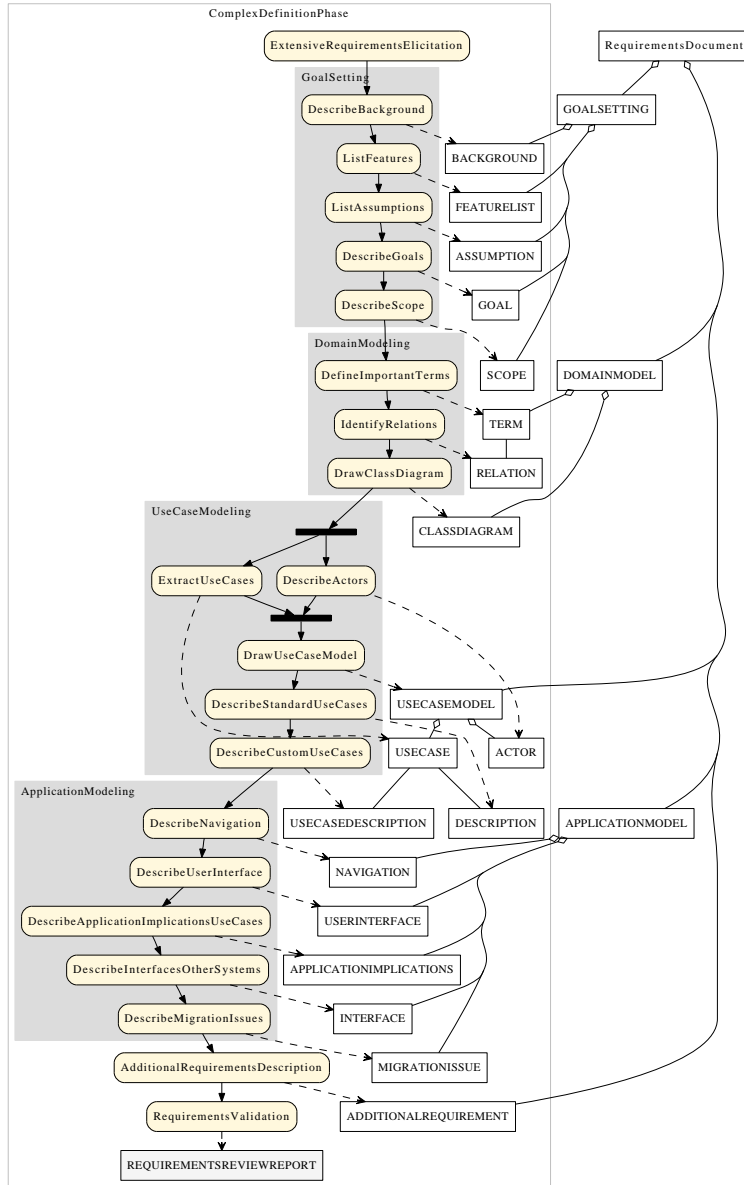 ComplexDefinitionPhase
ExtensiveRequirementsElicitation
RequirementsDocument
GoalSetting
DescribeBackground
GOALSETTING
BACKGROUND
ListFeatures
FEATURELIST
ListAssumptions
ASSUMPTION
DescribeGoals
GOAL
DescribeScope
DomainModeling
SCOPE
DOMAINMODEL
DefineImportantTerms
TERM
IdentifyRelations
RELATION
DrawClassDiagram
UseCaseModeling
CLASSDIAGRAM
ExtractUseCases
DescribeActors
DrawUseCaseModel
DescribeStandardUseCases
USECASEMODEL
DescribeCustomUseCases
USECASE
ACTOR
ApplicationModeling
DescribeNavigation
USECASEDESCRIPTION
DESCRIPTION
APPLICATIONMODEL
DescribeUserInterface
NAVIGATION
DescribeApplicationImplicationsUseCases
USERINTERFACE
DescribeInterfacesOtherSystems
APPLICATIONIMPLICATIONS
DescribeMigrationIssues
INTERFACE
AdditionalRequirementsDescription
MIGRATIONISSUE
RequirementsValidation
ADDITIONALREQUIREMENT
REQUIREMENTSREVIEWREPORT